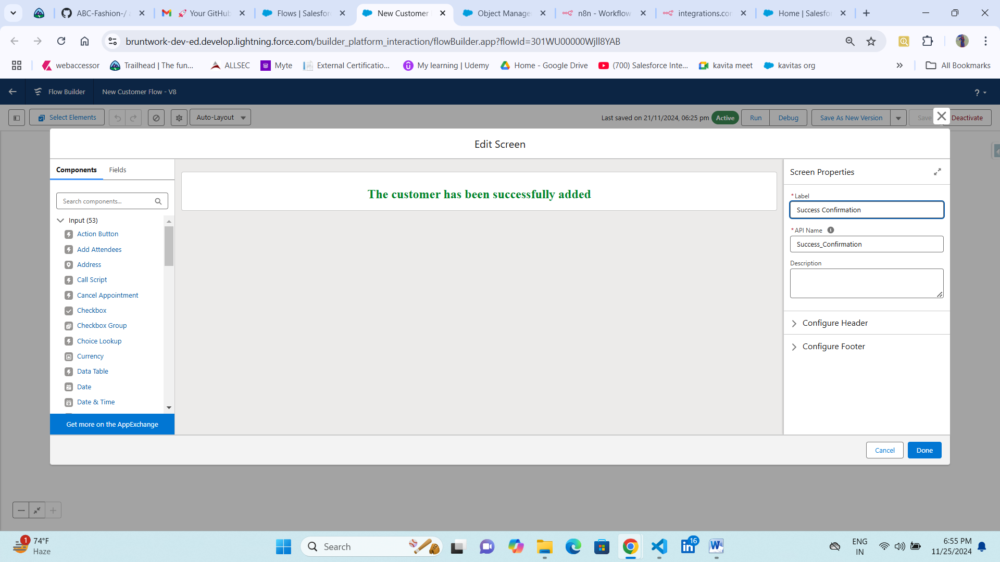 ABC-Fashion-/ a
Your GitHub
Flows | Salesfor
New Customer
Object Manage
n8n - Workflow
integrations.cor
Home | Salesfo
bruntwork-dev-ed.develop.lightning.force.com/builder_platform_interaction/flowBuilder.app?flowId=301WU00000Wjll8YAB
webaccessor
Trailhead | The fun...
ALLSEC
Myte
External Certificatio...
My learning | Udemy
Home - Google Drive
(700) Salesforce Inte...
kavita meet
kavitas org
All Bookmarks
Flow Builder
New Customer Flow - V8
?
Select Elements
Auto-Layout
Last saved on 21/11/2024, 06:25 pm
Active
Run
Debug
Save As New Version
Save
Deactivate
Edit Screen
Components
Fields
Search components...
Input (53)
Action Button
Add Attendees
Address
Call Script
Cancel Appointment
Checkbox
Checkbox Group
Choice Lookup
Currency
Data Table
Date
Date & Time
Get more on the AppExchange
The customer has been successfully added
Screen Properties
* Label
Success Confirmation
* API Name
Success_Confirmation
Description
Configure Header
Configure Footer
Cancel
Done
1
74°F
Haze
Search
16
ENG
IN
6:55 PM
11/25/2024